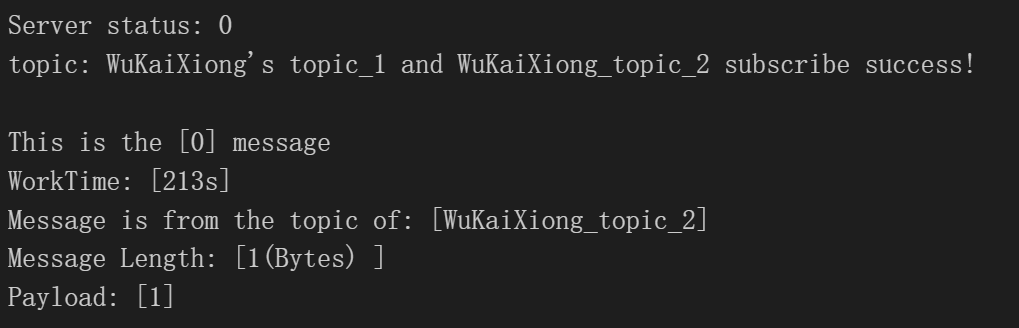 Server status: 0
topic: WuKaiXiong's topic_1 and WuKaiXiong_topic_2 subscribe success!
This is the [0] message
WorkTime: [213s]
Message is from the topic of: [WuKaiXiong_topic_2]
Message Length: [1(Bytes) ]
Payload: [1]